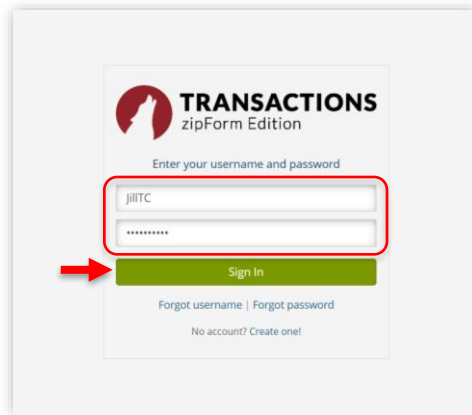 TRANSACTIONS
zipForm Edition
Enter your username and password
JillTC
••••••••••
Sign In
Forgot username | Forgot password
No account? Create one!